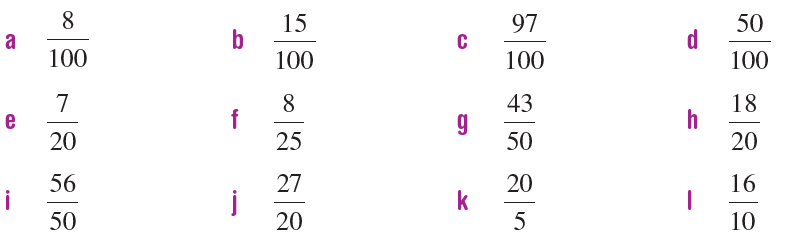 a 8/100 b 15/100 c 97/100 d 50/100
e 7/20 f 8/25 g 43/50 h 18/20
i 56/50 j 27/20 k 20/5 l 16/10